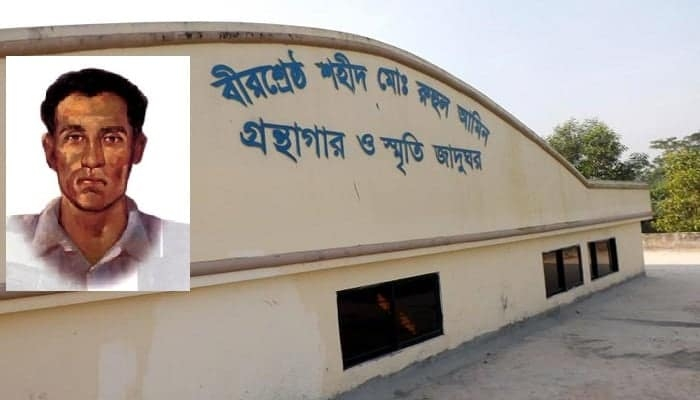 বীরশ্রেষ্ঠ শহীদ মোঃ রুহুল আমিন
গ্রন্থাগার ও স্মৃতি জাদুঘর